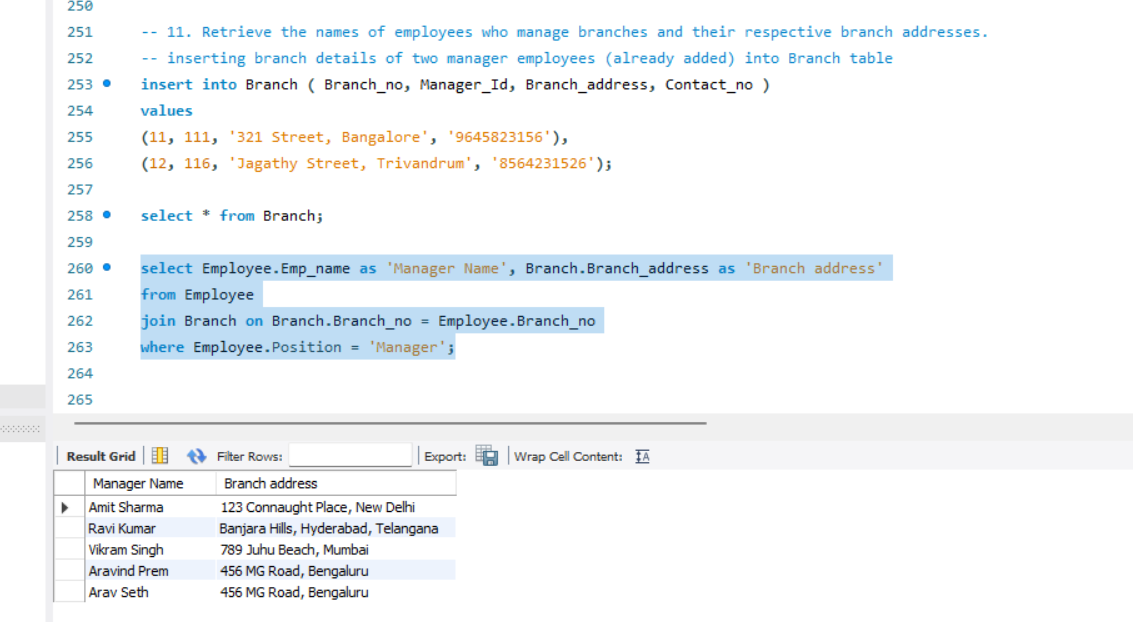 250
251 -- 11. Retrieve the names of employees who manage branches and their respective branch addresses.
252 -- inserting branch details of two manager employees (already added) into Branch table
253 insert into Branch ( Branch_no, Manager_Id, Branch_address, Contact_no )
254 values
255 (11, 111, '321 Street, Bangalore', '9645823156'),
256 (12, 116, 'Jagathy Street, Trivandrum', '8564231526');
257
258 select * from Branch;
259
260 select Employee.Emp_name as 'Manager Name', Branch.Branch_address as 'Branch address'
261 from Employee
262 join Branch on Branch.Branch_no = Employee.Branch_no
263 where Employee.Position = 'Manager';
264
265
Result Grid Filter Rows: Export: Wrap Cell Content: IA
Manager Name Branch address
Amit Sharma 123 Connaught Place, New Delhi
Ravi Kumar Banjara Hills, Hyderabad, Telangana
Vikram Singh 789 Juhu Beach, Mumbai
Aravind Prem 456 MG Road, Bengaluru
Arav Seth 456 MG Road, Bengaluru